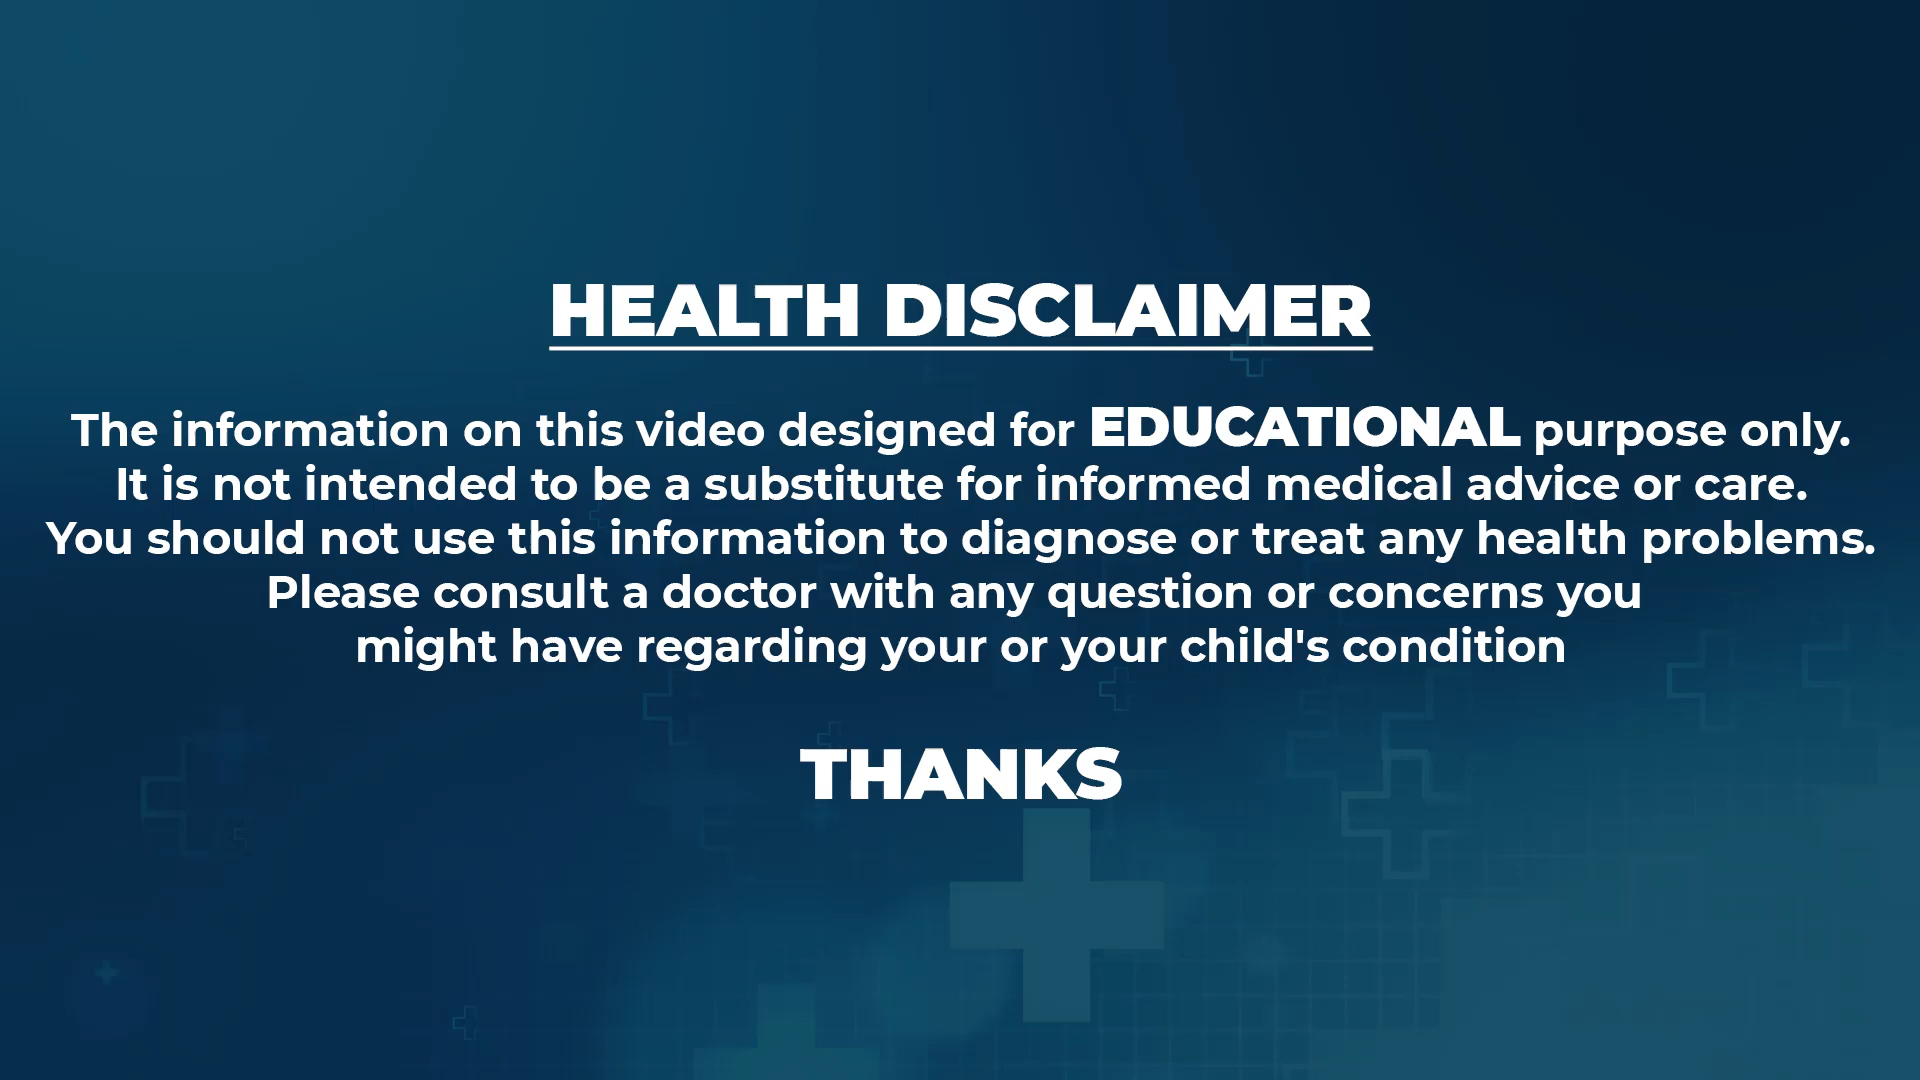 HEALTH DISCLAIMER
The information on this video designed for EDUCATIONAL purpose only.
It is not intended to be a substitute for informed medical advice or care.
You should not use this information to diagnose or treat any health problems.
Please consult a doctor with any question or concerns you
might have regarding your or your child's condition
THANKS